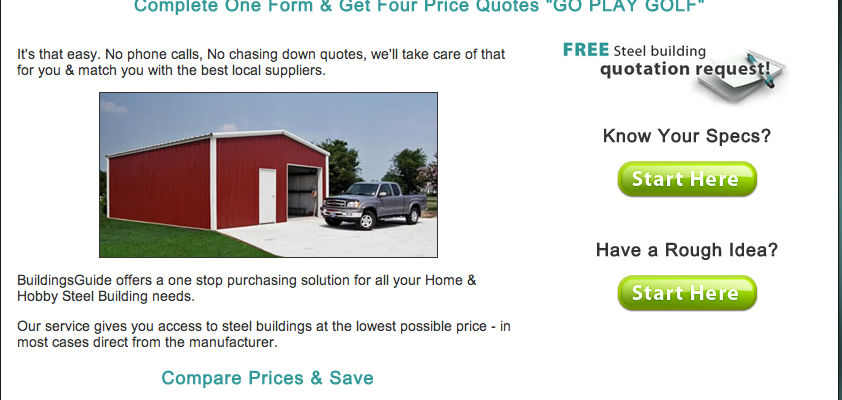 Complete One Form & Get Four Price Quotes "GO PLAY GOLF"
It's that easy. No phone calls, No chasing down quotes, we'll take care of that
for you & match you with the best local suppliers.
BuildingsGuide offers a one stop purchasing solution for all your Home &
Hobby Steel Building needs.
Our service gives you access to steel buildings at the lowest possible price - in
most cases direct from the manufacturer.
Compare Prices & Save
FREE Steel building
quotation request!
Know Your Specs?
Start Here
Have a Rough Idea?
Start Here